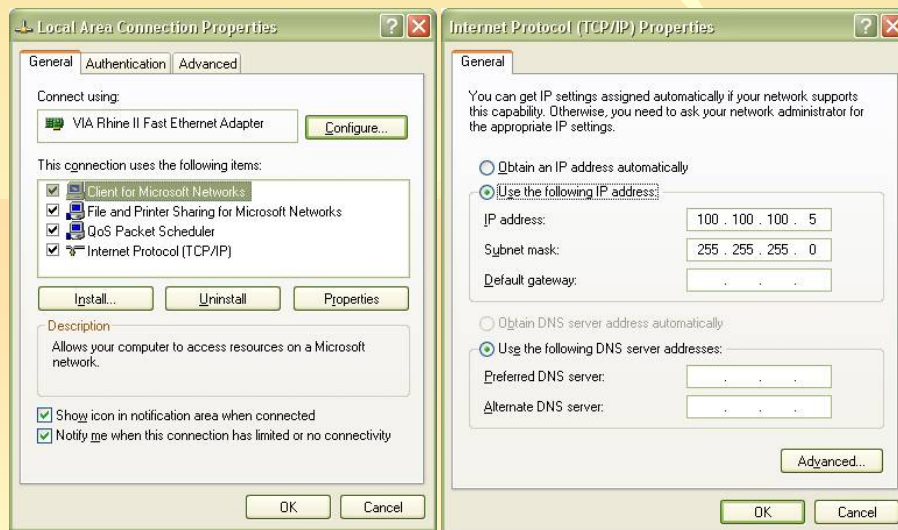 Local Area Connection Properties
General Authentication Advanced
Connect using:
VIA Rhine II Fast Ethernet Adapter
Configure...
This connection uses the following items:
Client for Microsoft Networks
File and Printer Sharing for Microsoft Networks
QoS Packet Scheduler
Internet Protocol (TCP/IP)
Install... Uninstall Properties
Description
Allows your computer to access resources on a Microsoft
network.
Show icon in notification area when connected
Notify me when this connection has limited or no connectivity
OK Cancel
Internet Protocol (TCP/IP) Properties
General
You can get IP settings assigned automatically if your network supports
this capability. Otherwise, you need to ask your network administrator for
the appropriate IP settings.
Obtain an IP address automatically
Use the following IP address:
IP address: 100 . 100 . 100 . 5
Subnet mask: 255 . 255 . 255 . 0
Default gateway: . . .
Obtain DNS server address automatically
Use the following DNS server addresses:
Preferred DNS server: . . .
Alternate DNS server: . . .
Advanced...
OK Cancel